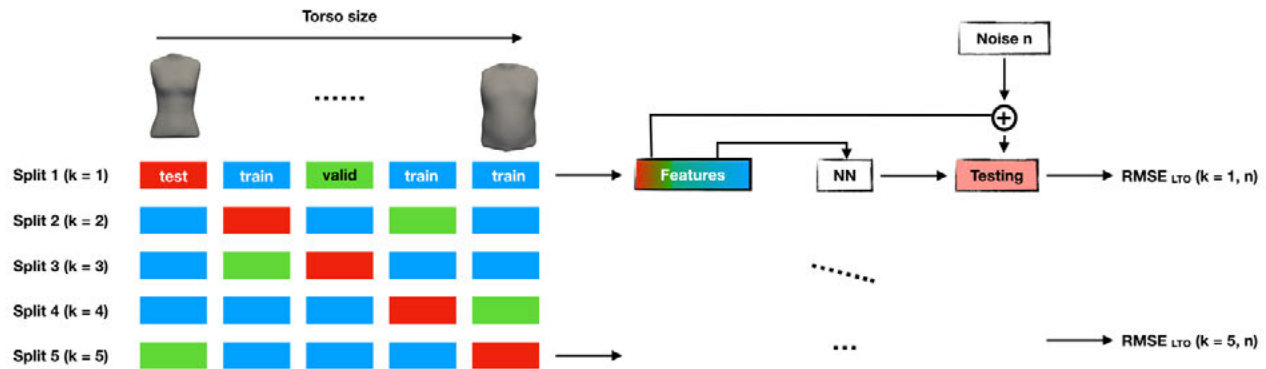 Torso size
Noise n
......
+
Split 1 (k = 1) test train valid train train Features NN Testing RMSE LTO (k = 1, n)
Split 2 (k = 2)
Split 3 (k = 3)
Split 4 (k = 4)
Split 5 (k = 5) ... RMSE LTO (k = 5, n)